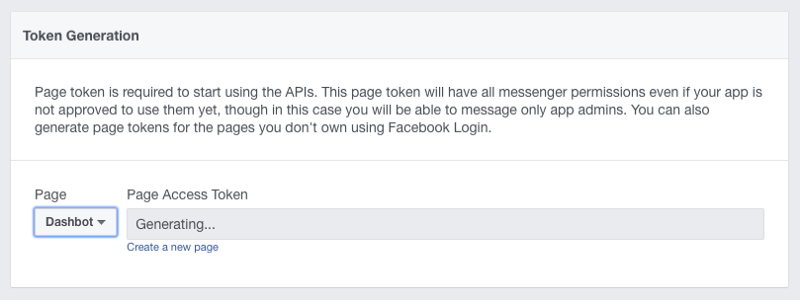 Token Generation
Page token is required to start using the APIs. This page token will have all messenger permissions even if your app is
not approved to use them yet, though in this case you will be able to message only app admins. You can also
generate page tokens for the pages you don't own using Facebook Login.
Page
Page Access Token
Dashbot
Generating...
Create a new page